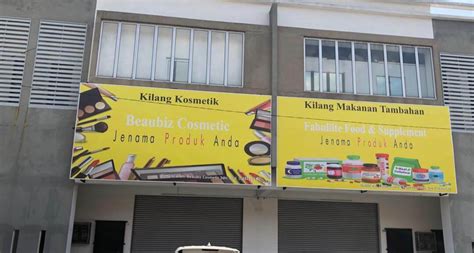 Kilang Kosmetik
Beaubiz Cosmetic
Jenama Produk Anda
Kilang Makanan Tambahan
Fabulife Food & Supplement
Jenama Produk Anda